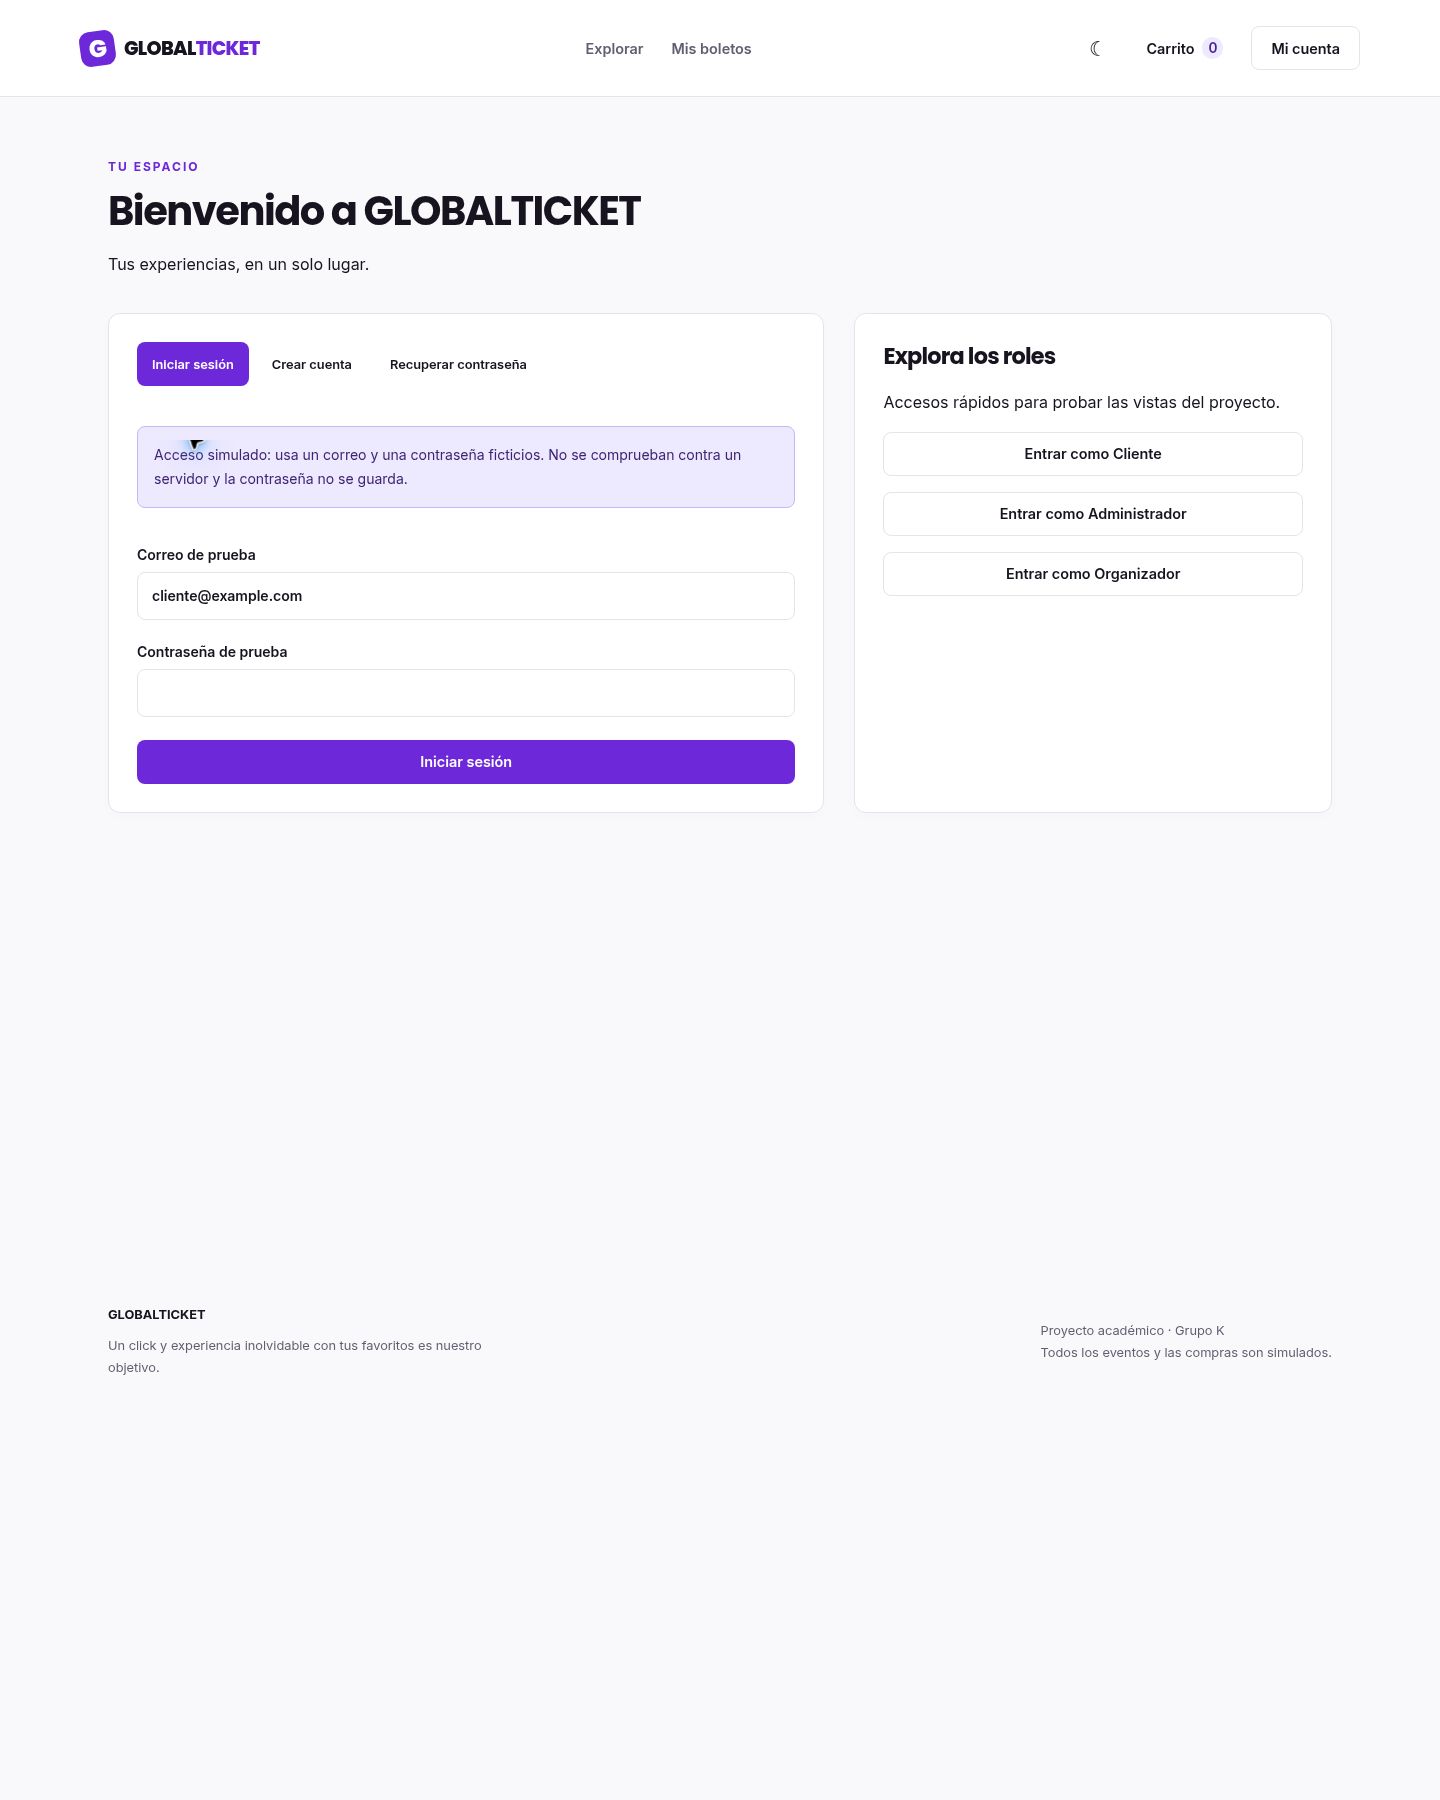 G GLOBALTICKET
Explorar
Mis boletos
Carrito 0
Mi cuenta
TU ESPACIO
Bienvenido a GLOBALTICKET
Tus experiencias, en un solo lugar.
Iniciar sesión
Crear cuenta
Recuperar contraseña
Acceso simulado: usa un correo y una contraseña ficticios. No se comprueban contra un
servidor y la contraseña no se guarda.
Correo de prueba
cliente@example.com
Contraseña de prueba
Iniciar sesión
Explora los roles
Accesos rápidos para probar las vistas del proyecto.
Entrar como Cliente
Entrar como Administrador
Entrar como Organizador
GLOBALTICKET
Un click y experiencia inolvidable con tus favoritos es nuestro
objetivo.
Proyecto académico · Grupo K
Todos los eventos y las compras son simulados.